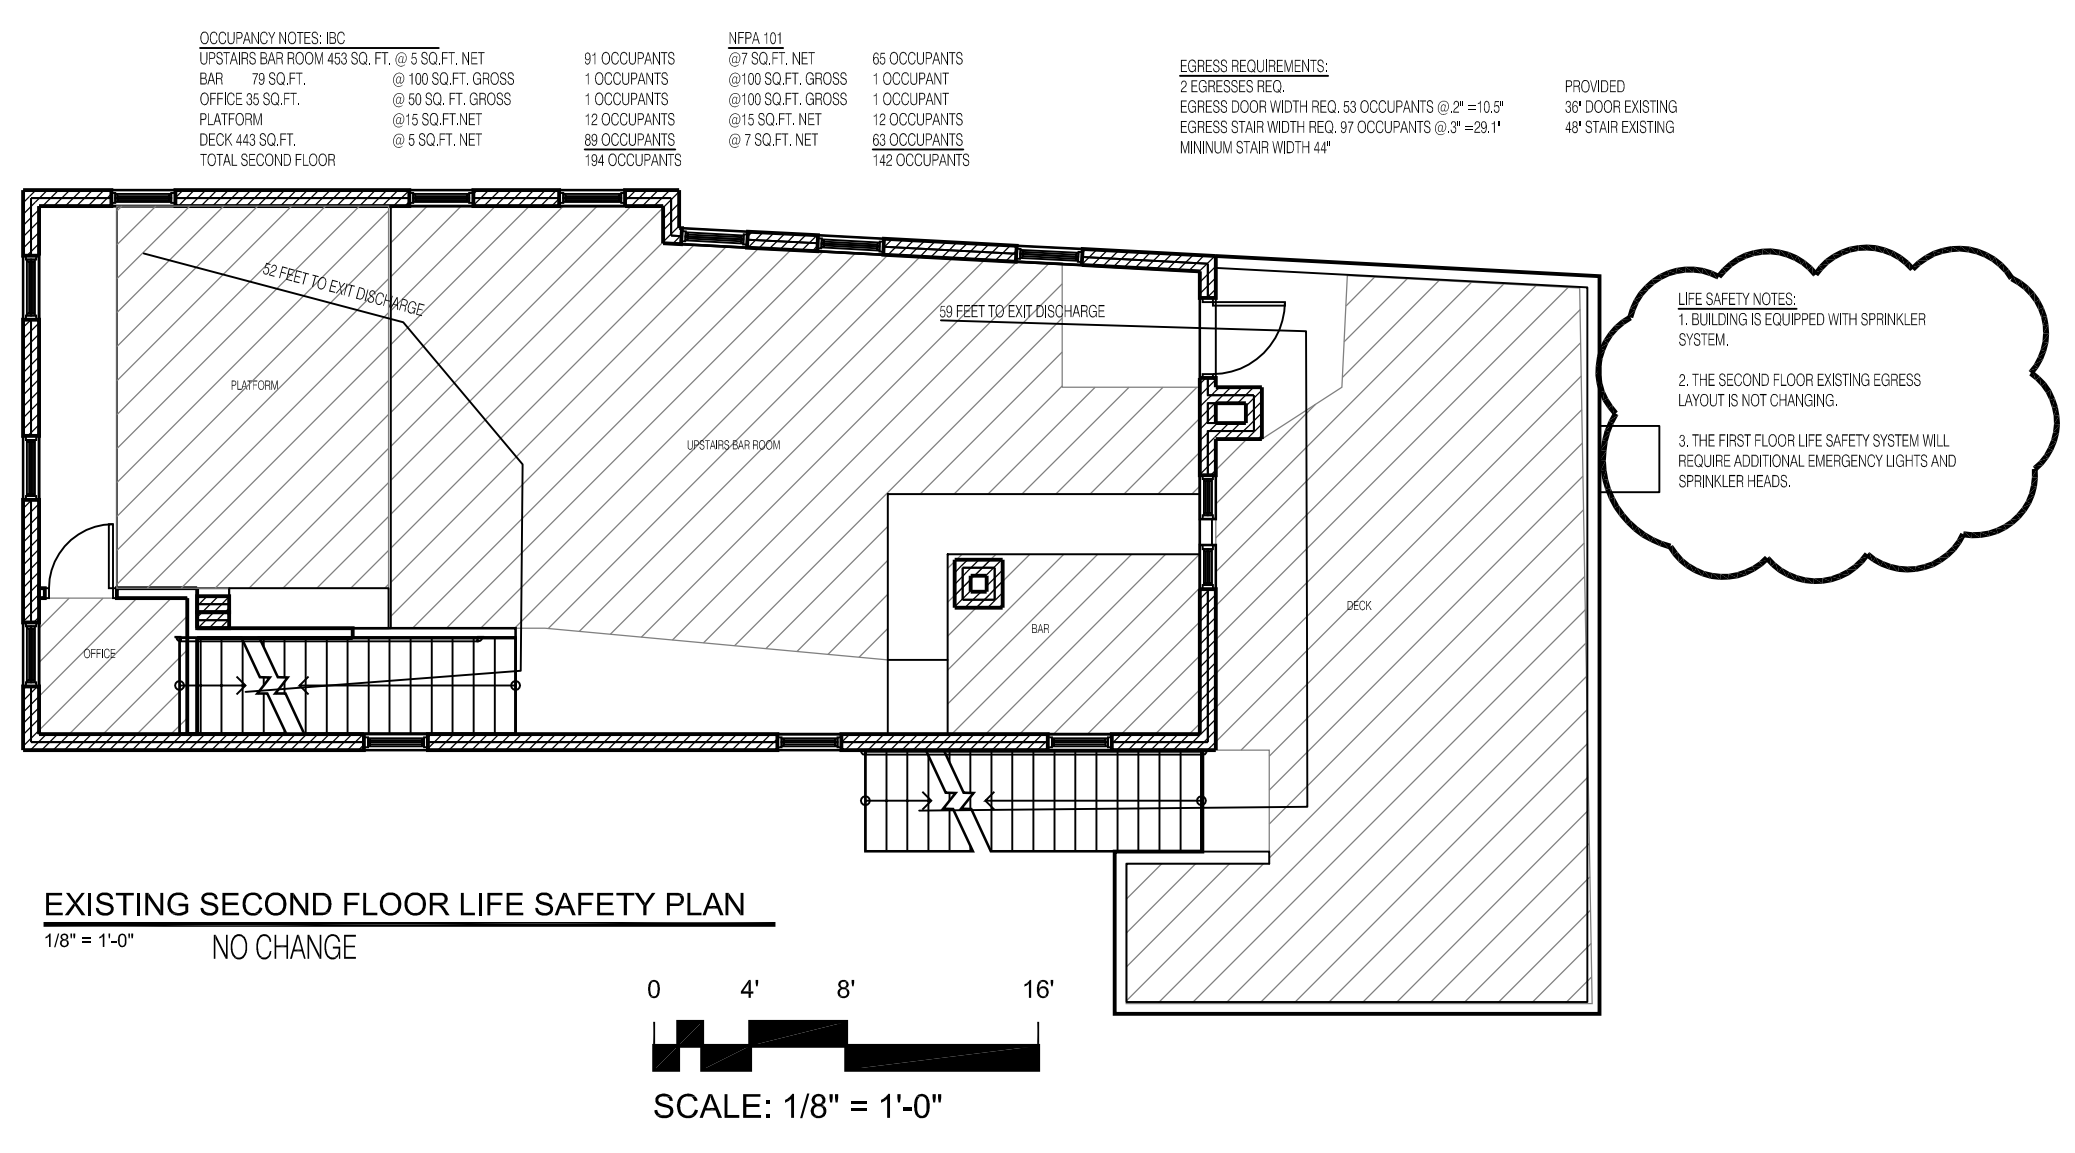 OCCUPANCY NOTES: IBC NFPA 101
UPSTAIRS BAR ROOM 453 SQ. FT. @ 5 SQ.FT. NET 91 OCCUPANTS @7 SQ.FT. NET 65 OCCUPANTS
BAR 79 SQ.FT. @ 100 SQ.FT. GROSS 1 OCCUPANTS @100 SQ.FT. GROSS 1 OCCUPANT
OFFICE 35 SQ.FT. @ 50 SQ. FT. GROSS 1 OCCUPANTS @100 SQ.FT. GROSS 1 OCCUPANT
PLATFORM @15 SQ.FT.NET 12 OCCUPANTS @15 SQ.FT. NET 12 OCCUPANTS
DECK 443 SQ.FT. @ 5 SQ.FT. NET 89 OCCUPANTS @ 7 SQ.FT. NET 63 OCCUPANTS
TOTAL SECOND FLOOR 194 OCCUPANTS 142 OCCUPANTS
EGRESS REQUIREMENTS:
2 EGRESSES REQ. PROVIDED
EGRESS DOOR WIDTH REQ. 53 OCCUPANTS @.2" =10.5" 36" DOOR EXISTING
EGRESS STAIR WIDTH REQ. 97 OCCUPANTS @.3" =29.1" 48" STAIR EXISTING
MININUM STAIR WIDTH 44"
52 FEET TO EXIT DISCHARGE
59 FEET TO EXIT DISCHARGE
LIFE SAFETY NOTES:
1. BUILDING IS EQUIPPED WITH SPRINKLER
SYSTEM.
2. THE SECOND FLOOR EXISTING EGRESS
LAYOUT IS NOT CHANGING.
3. THE FIRST FLOOR LIFE SAFETY SYSTEM WILL
REQUIRE ADDITIONAL EMERGENCY LIGHTS AND
SPRINKLER HEADS.
PLATFORM
UPSTAIRS BAR ROOM
DECK
BAR
OFFICE
EXISTING SECOND FLOOR LIFE SAFETY PLAN
1/8" = 1'-0" NO CHANGE
0 4' 8' 16'
SCALE: 1/8" = 1'-0"